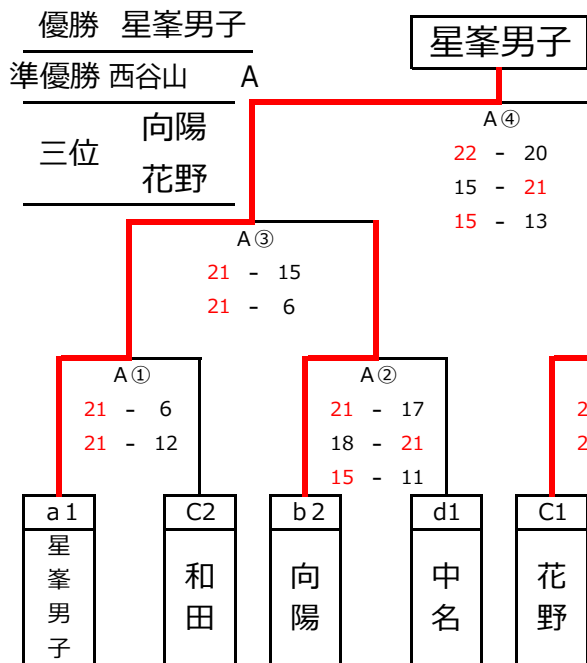 優勝 星峯男子
準優勝 西谷山 A
三位 向陽
花野
星峯男子
A④
22 - 20
15 - 21
15 - 13
A③
21 - 15
21 - 6
A①
21 - 6
21 - 12
A②
21 - 17
18 - 21
15 - 11
2
2
a1 C2 b2 d1 C1
星峯男子
和田
向陽
中名
花野